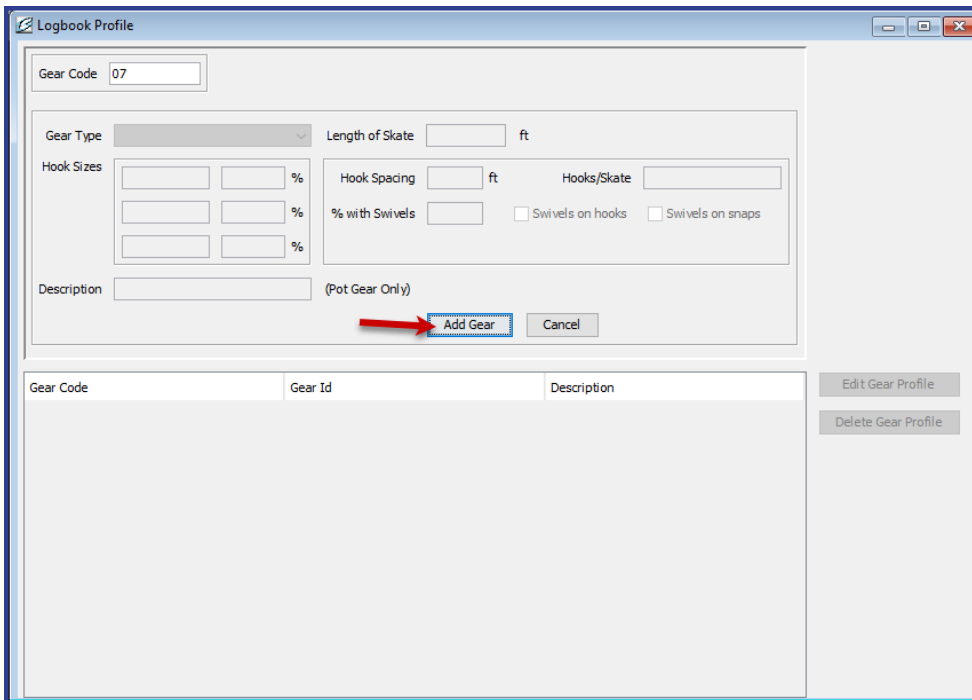 Logbook Profile
Gear Code 07
Gear Type Length of Skate ft
Hook Sizes % Hook Spacing ft Hooks/Skate
% % with Swivels Swivels on hooks Swivels on snaps
%
Description (Pot Gear Only)
Add Gear Cancel
Gear Code Gear Id Description
Edit Gear Profile
Delete Gear Profile